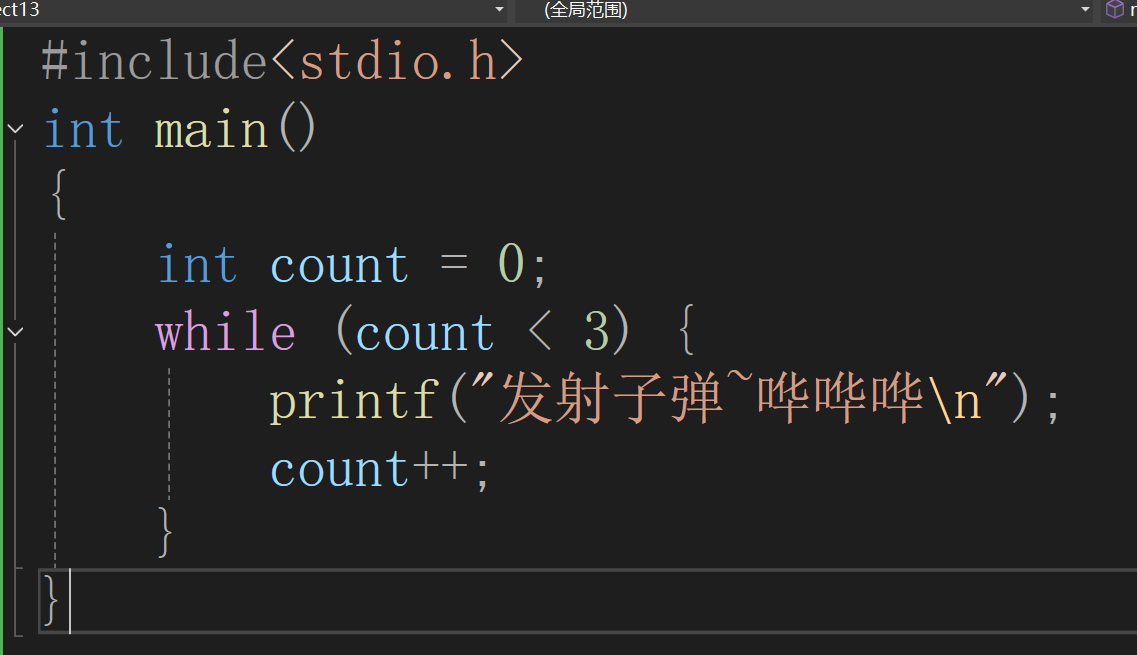 ect13 (全局范围)
#include<stdio.h>
int main()
{
    int count = 0;
    while (count < 3) {
        printf("发射子弹~哗哗哗\n");
        count++;
    }
}